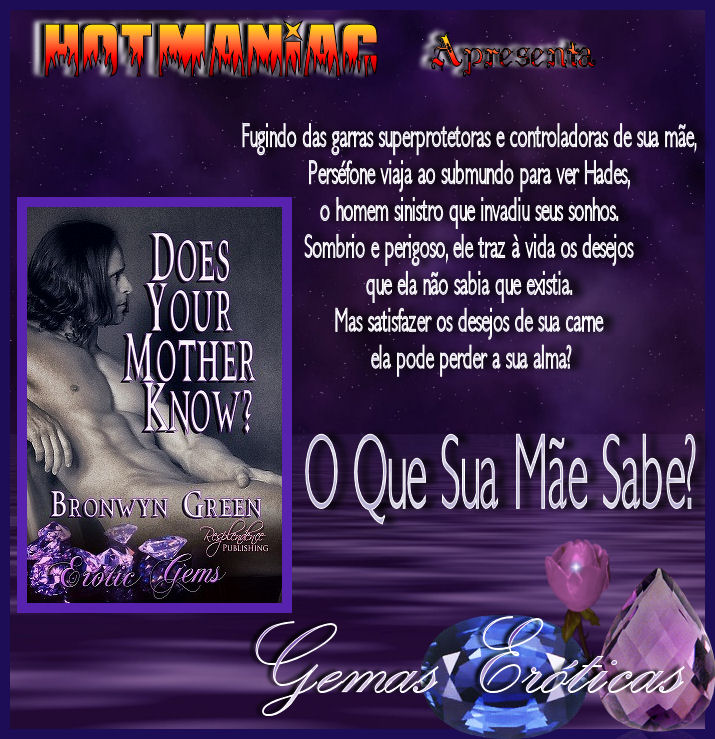 HOTMANiAC Apresenta
Fugindo das garras superprotetoras e controladoras de sua mãe,
Perséfone viaja ao submundo para ver Hades,
o homem sinistro que invadiu seus sonhos.
Sombrio e perigoso, ele traz à vida os desejos
que ela não sabia que existia.
Mas satisfazer os desejos de sua carne
ela pode perder a sua alma?
DOES
YOUR
MOTHER
KNOW?
BRONWYN GREEN
Resplendence
PUBLISHING
Erotic Gems
O Que Sua Mãe Sabe?
Gemas Eróticas